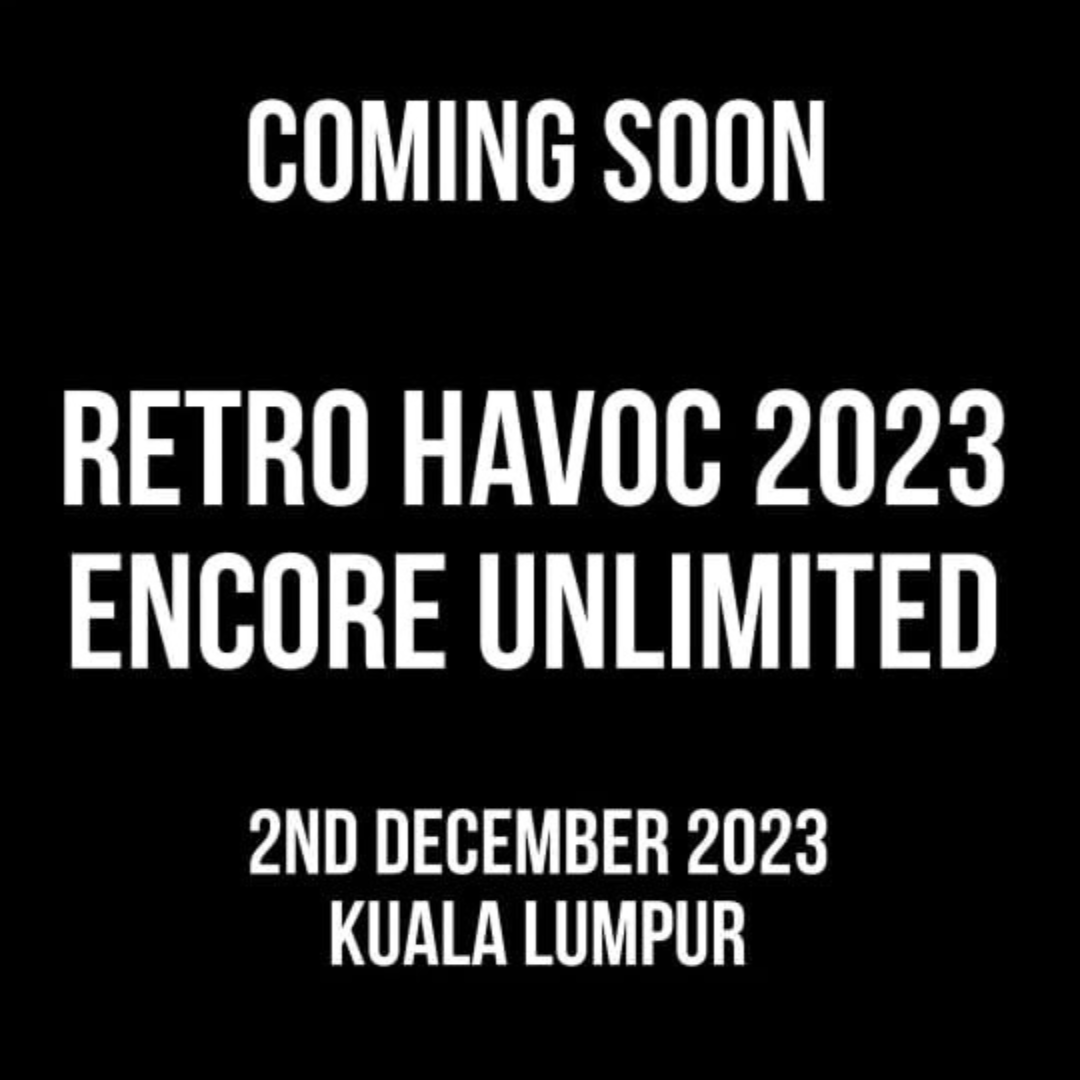 COMING SOON
RETRO HAVOC 2023
ENCORE UNLIMITED
2ND DECEMBER 2023
KUALA LUMPUR